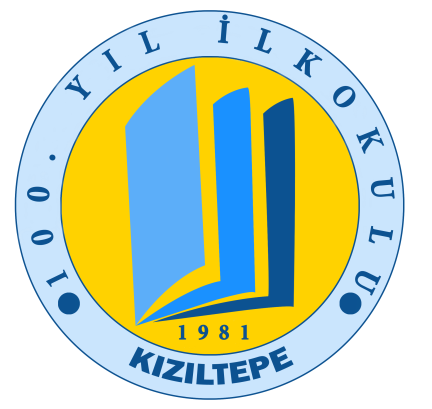 100. YIL İLKOKULU
1981
KIZILTEPE